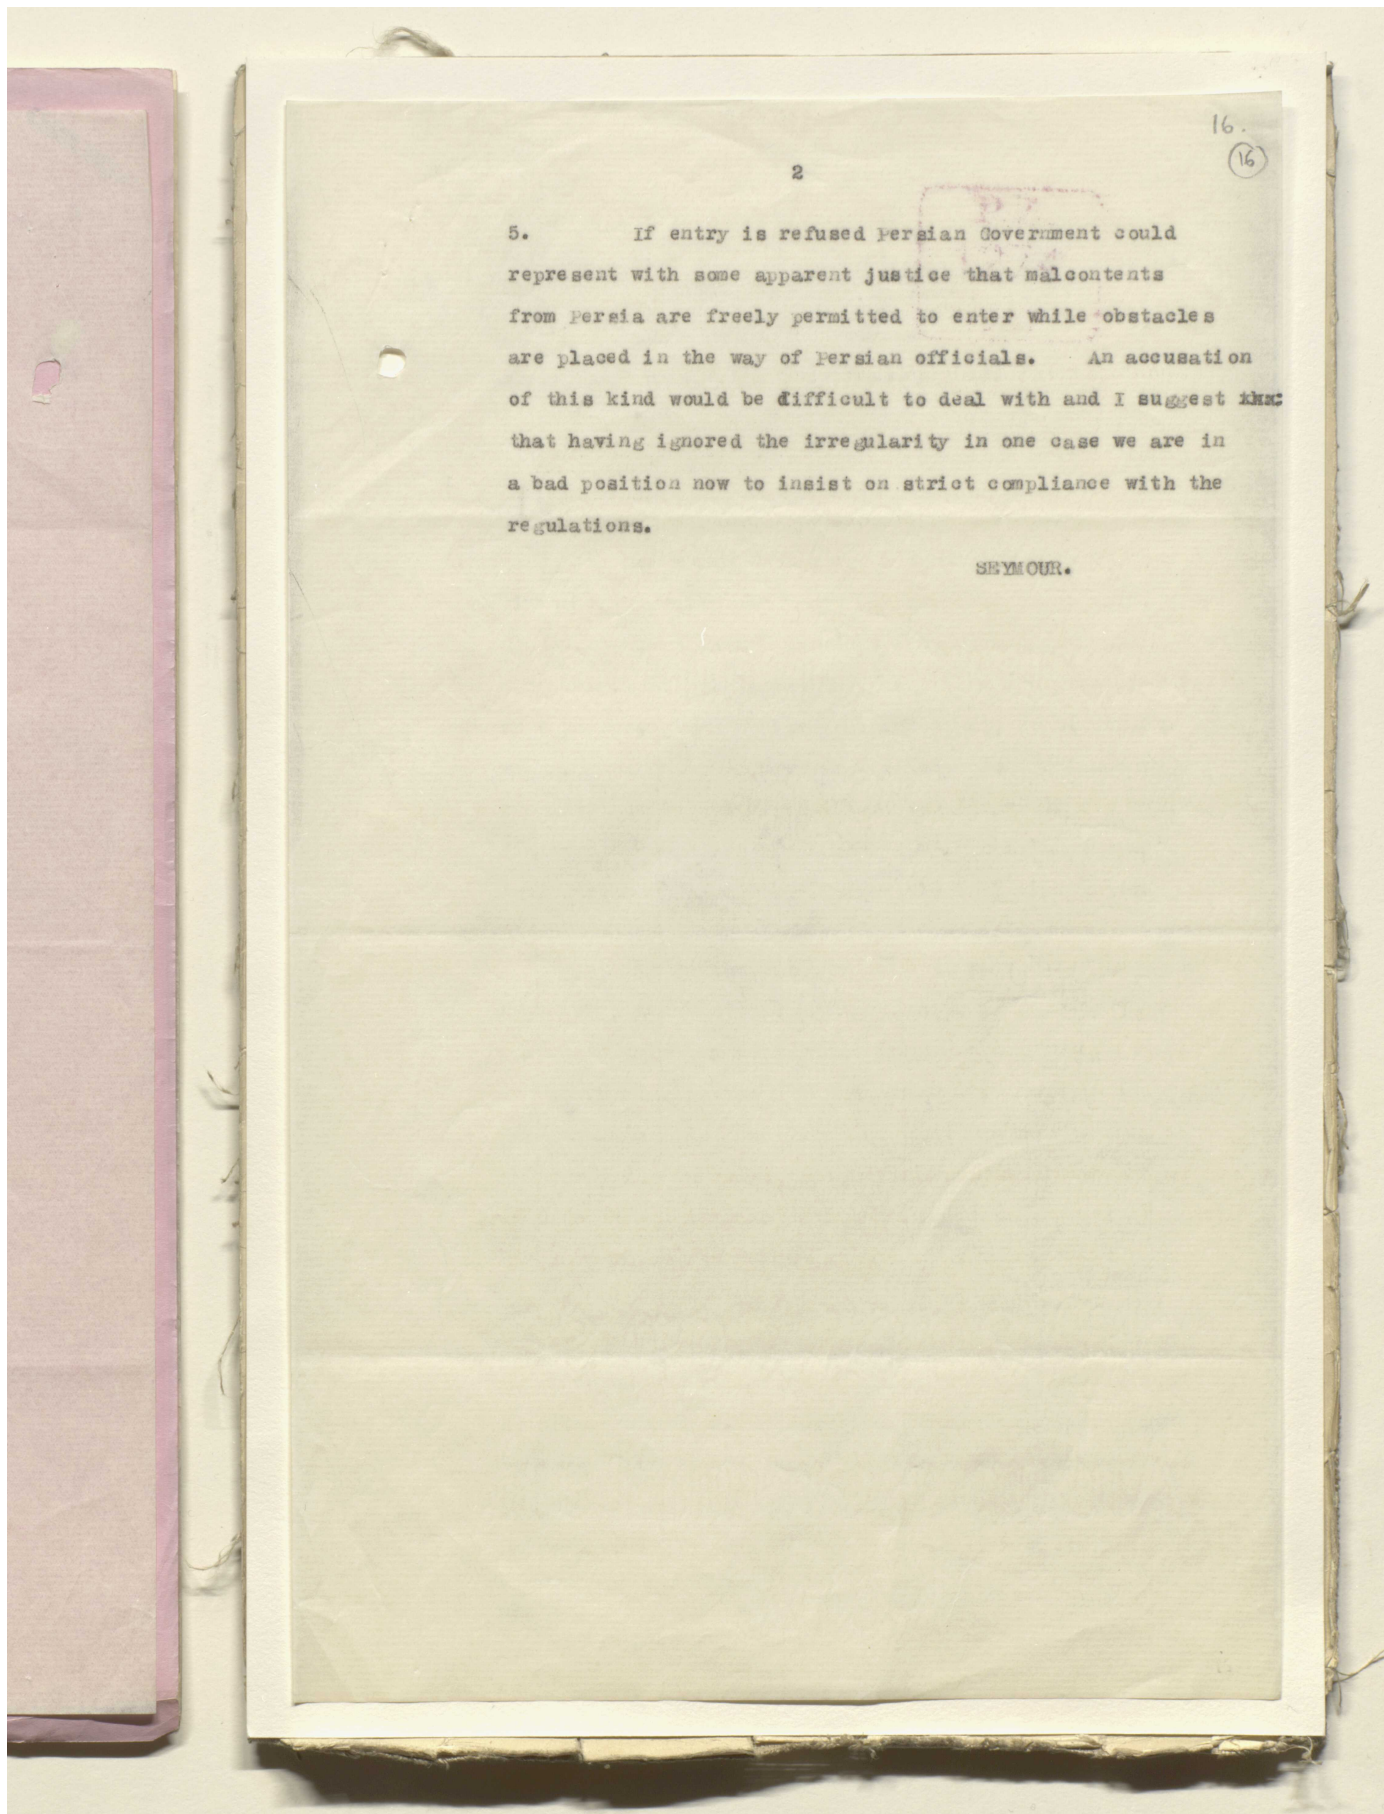 16.
16
2
5. If entry is refused Persian Government could
represent with some apparent justice that malcontents
from Persia are freely permitted to enter while obstacles
are placed in the way of Persian officials. An accusation
of this kind would be difficult to deal with and I suggest
that having ignored the irregularity in one case we are in
a bad position now to insist on strict compliance with the
regulations.
SEYMOUR.